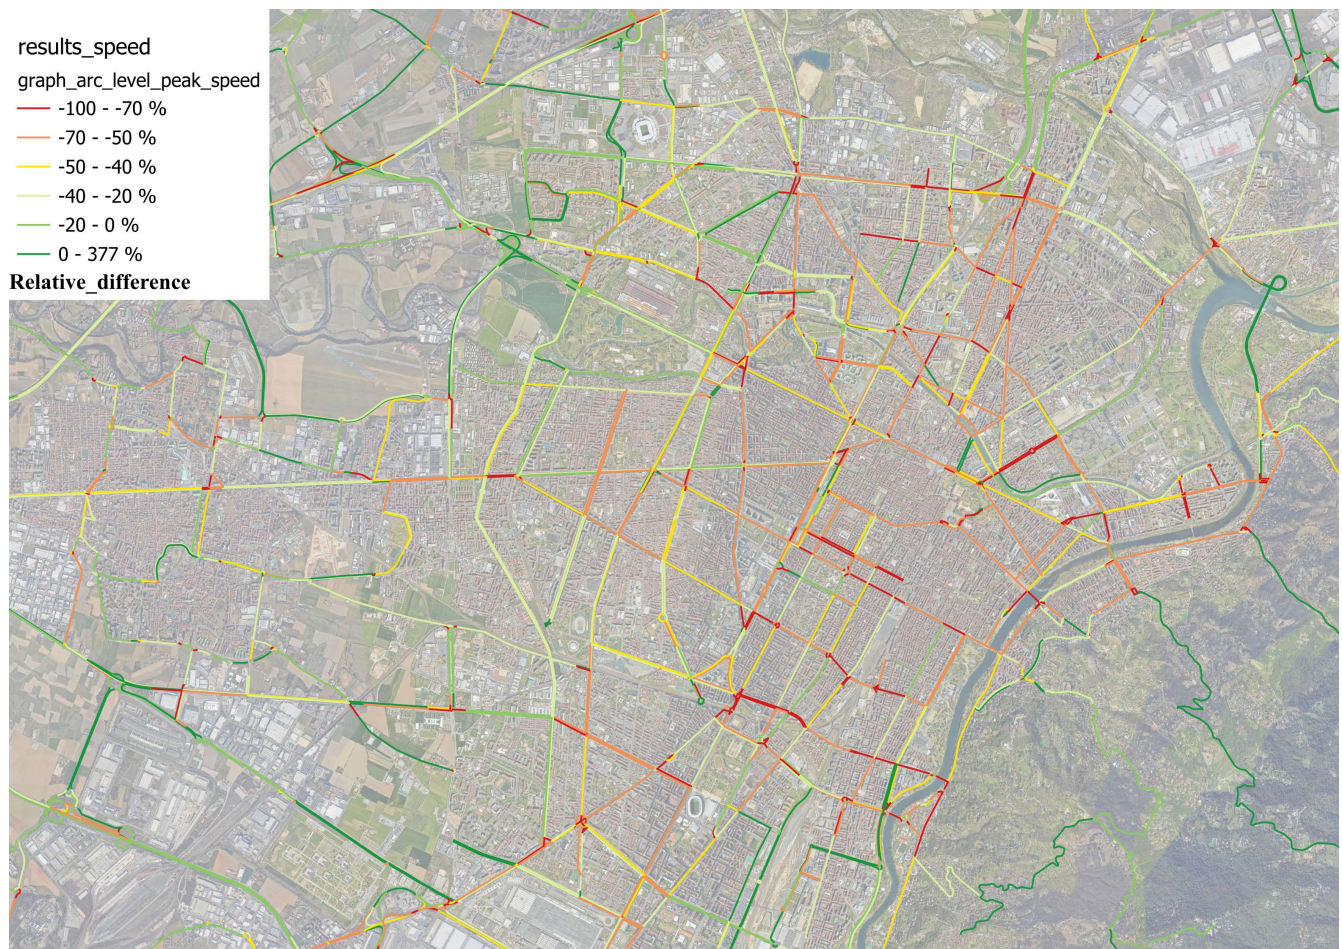 results_speed
graph_arc_level_peak_speed
-100 - -70 %
-70 - -50 %
-50 - -40 %
-40 - -20 %
-20 - 0 %
0 - 377 %
Relative_difference